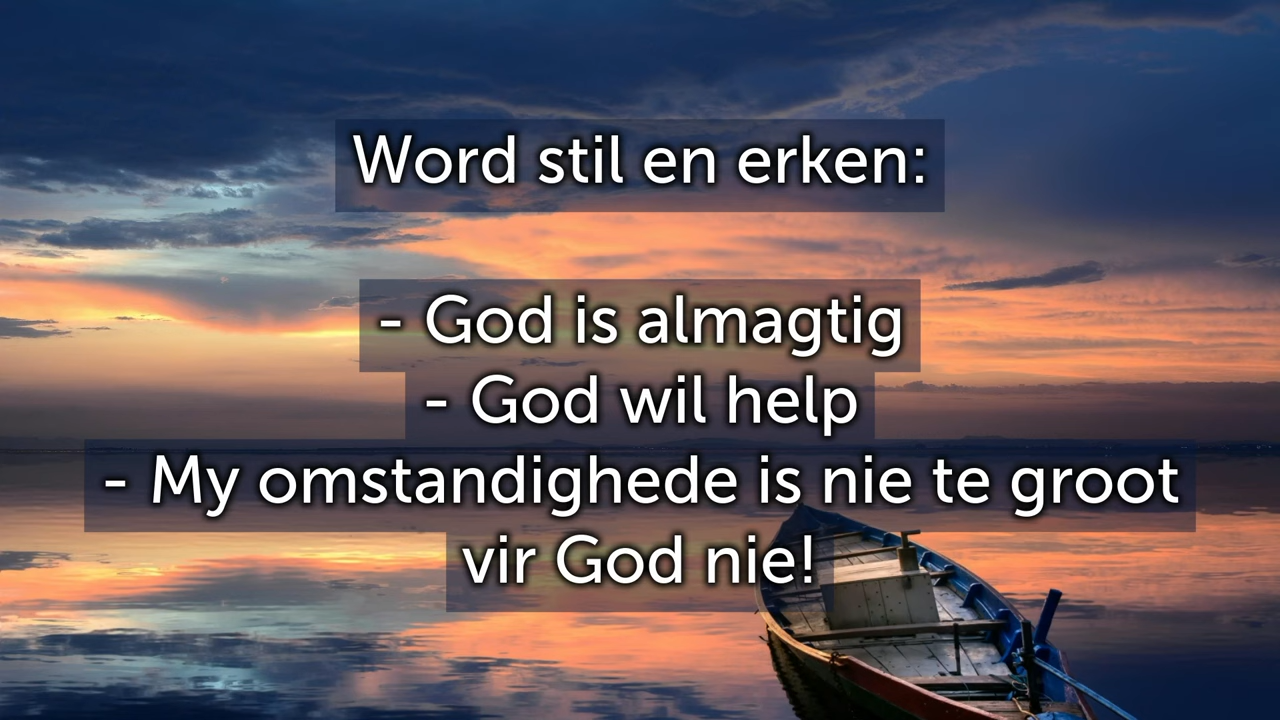 Word stil en erken:
- God is almagtig
- God wil help
- My omstandighede is nie te groot
vir God nie!